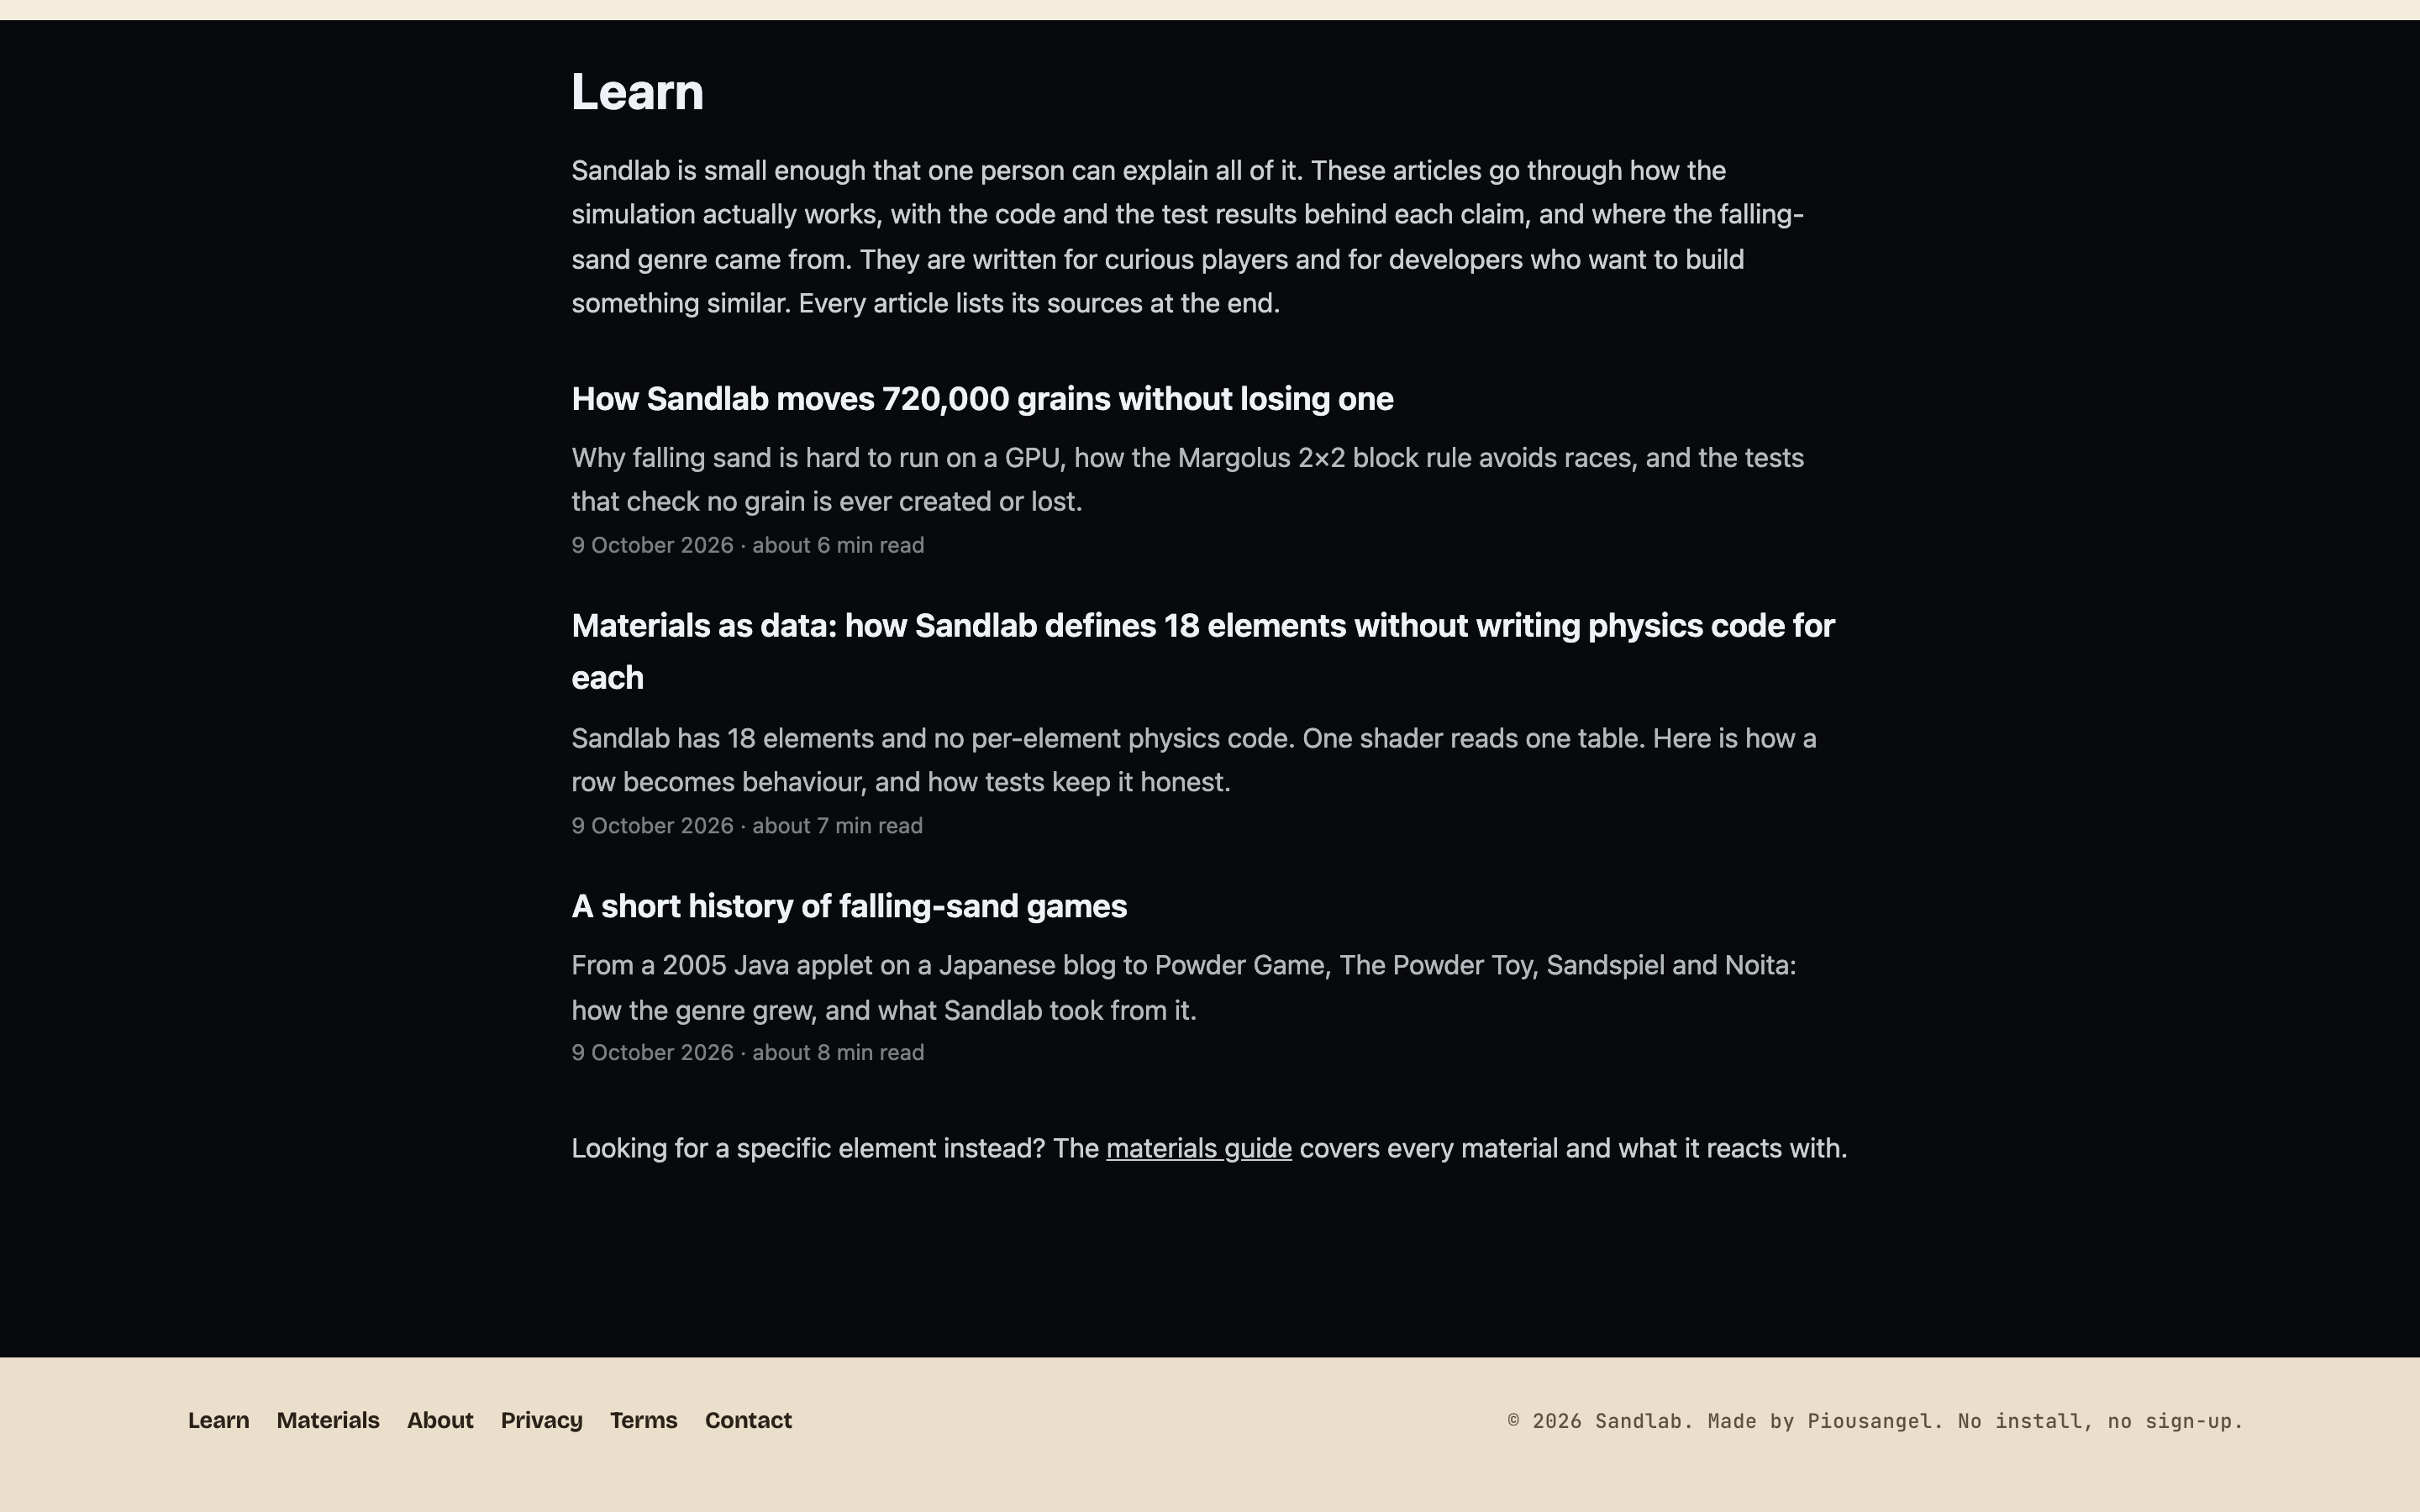 Learn
Sandlab is small enough that one person can explain all of it. These articles go through how the
simulation actually works, with the code and the test results behind each claim, and where the falling-
sand genre came from. They are written for curious players and for developers who want to build
something similar. Every article lists its sources at the end.
How Sandlab moves 720,000 grains without losing one
Why falling sand is hard to run on a GPU, how the Margolus 2×2 block rule avoids races, and the tests
that check no grain is ever created or lost.
9 October 2026 · about 6 min read
Materials as data: how Sandlab defines 18 elements without writing physics code for
each
Sandlab has 18 elements and no per-element physics code. One shader reads one table. Here is how a
row becomes behaviour, and how tests keep it honest.
9 October 2026 · about 7 min read
A short history of falling-sand games
From a 2005 Java applet on a Japanese blog to Powder Game, The Powder Toy, Sandspiel and Noita:
how the genre grew, and what Sandlab took from it.
9 October 2026 · about 8 min read
Looking for a specific element instead? The materials guide covers every material and what it reacts with.
Learn Materials About Privacy Terms Contact
© 2026 Sandlab. Made by Piousangel. No install, no sign-up.